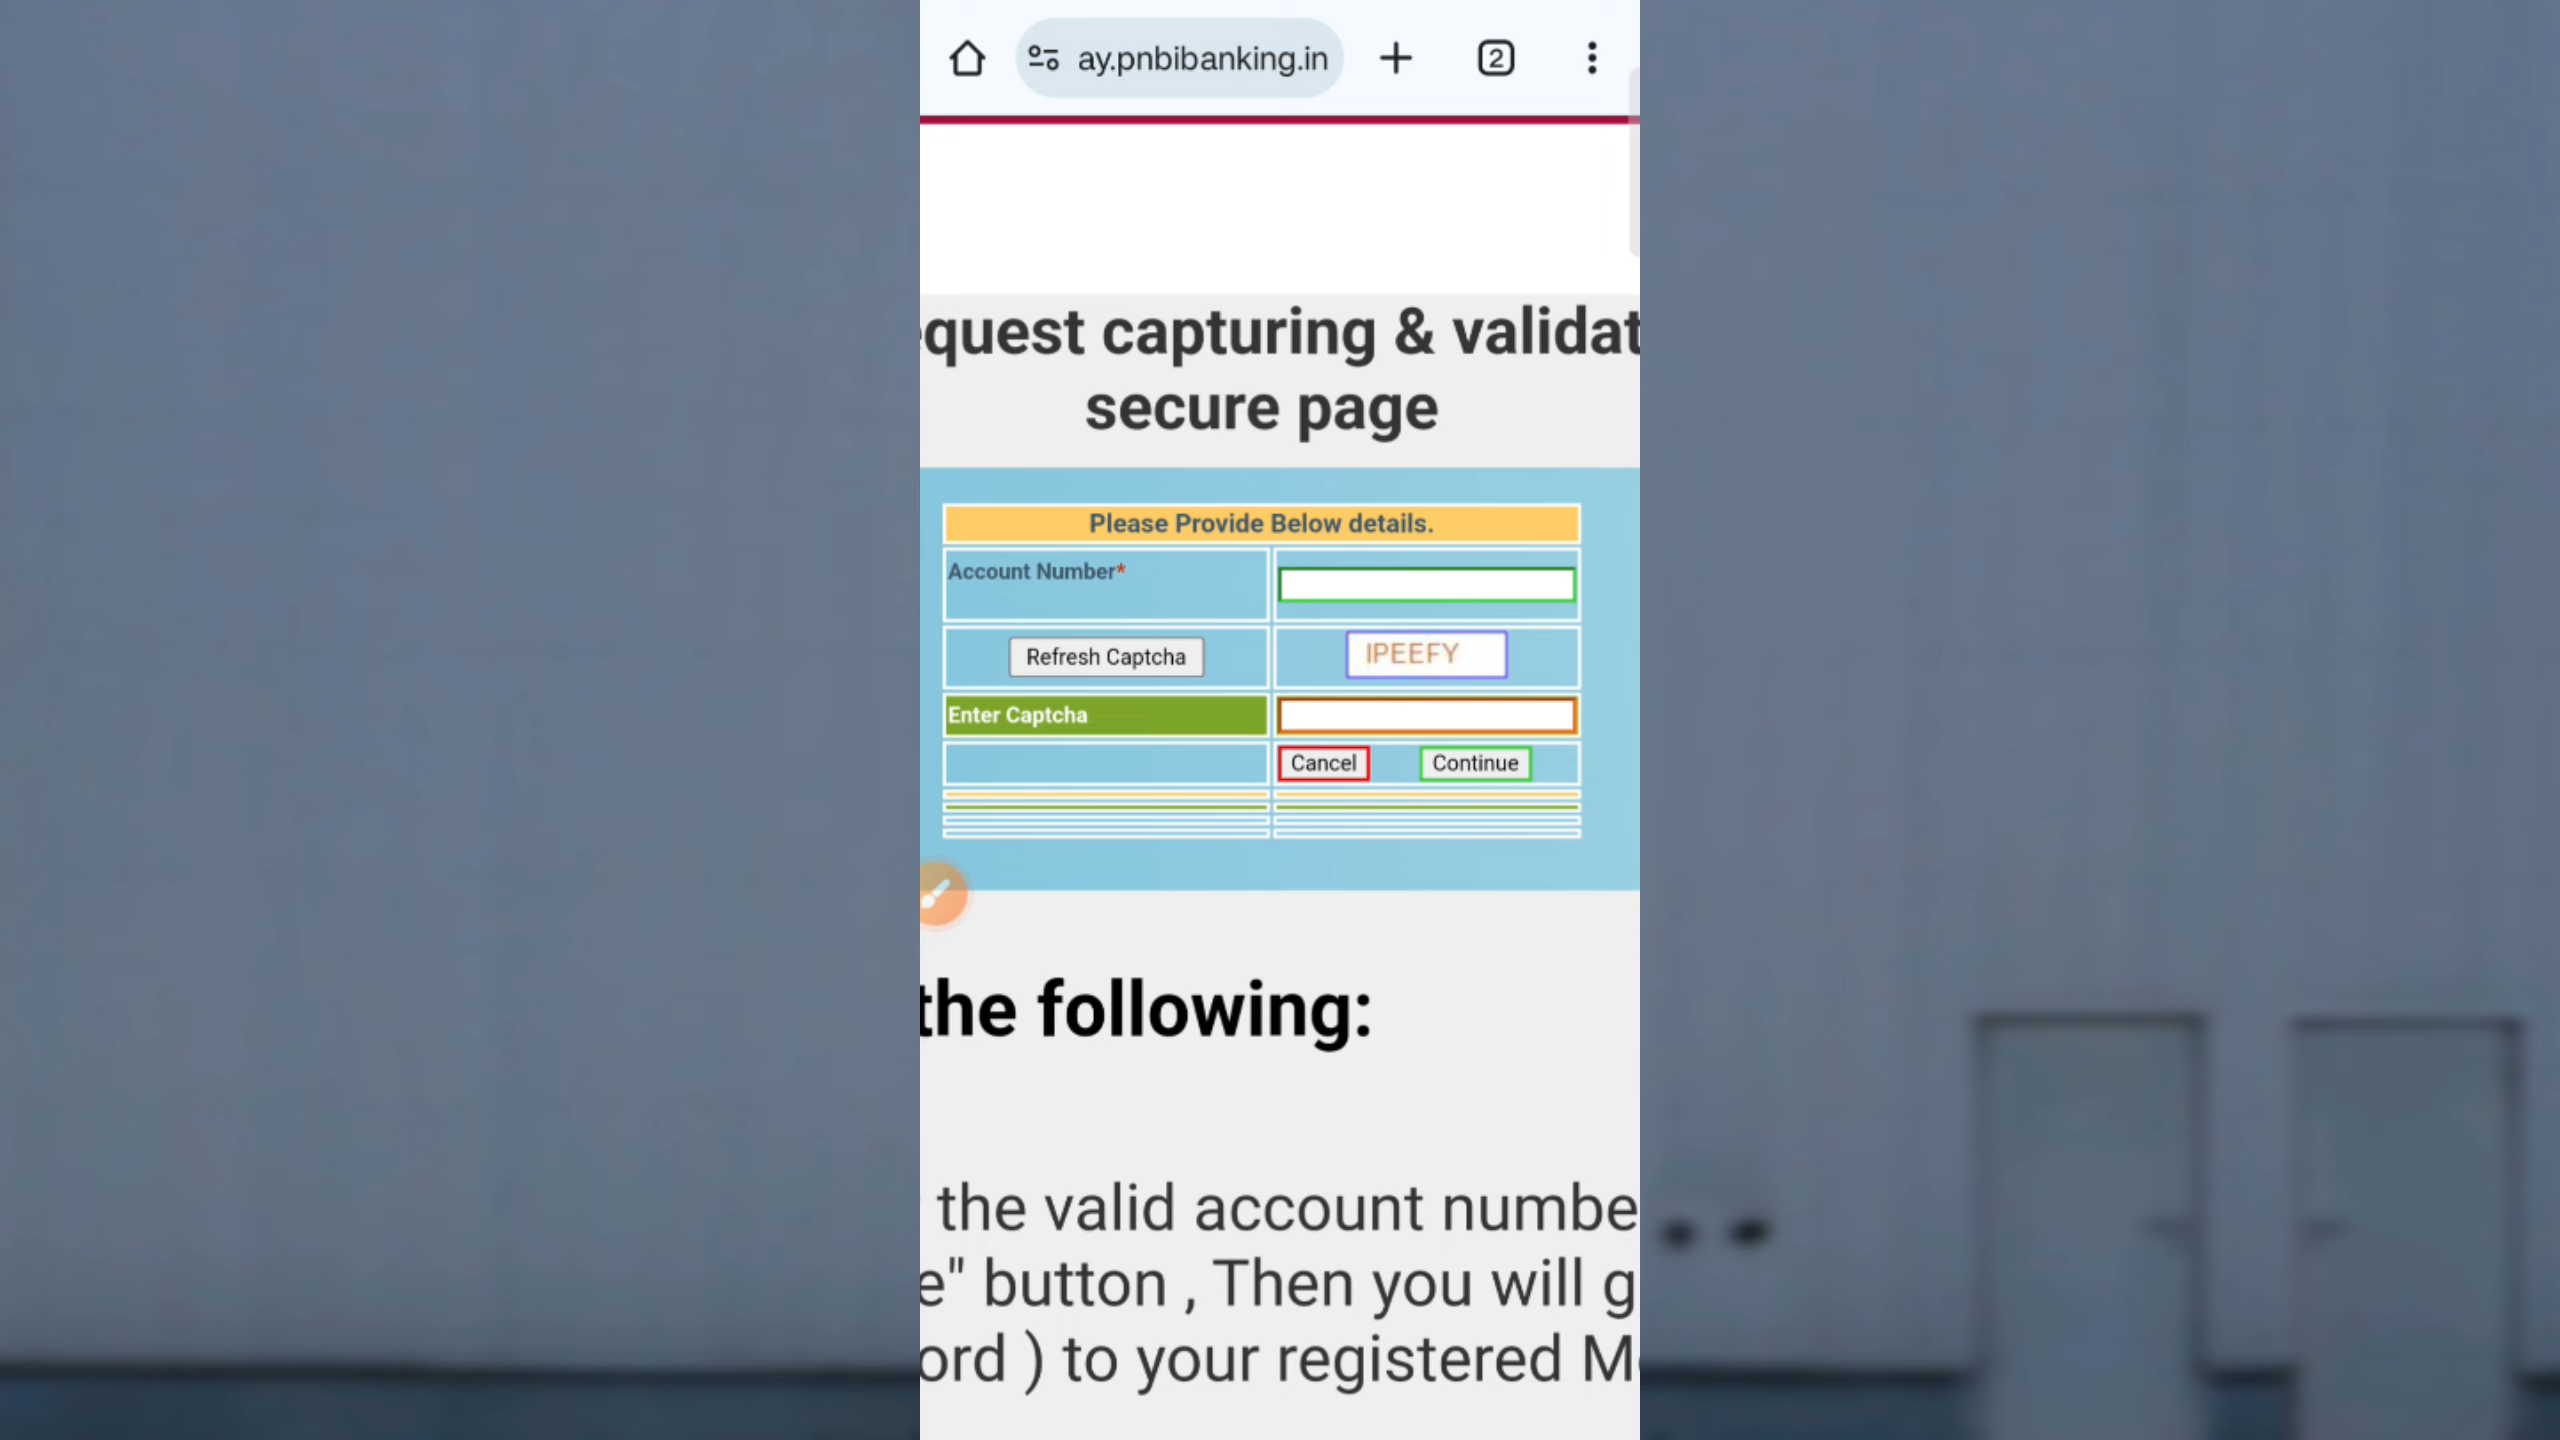 ay.pnbibanking.in
2
equest capturing & validat
secure page
Please Provide Below details.
Account Number*
Refresh Captcha
IPEEFY
Enter Captcha
Cancel
Continue
the following:
the valid account numbe
e" button , Then you will g
ord ) to your registered M